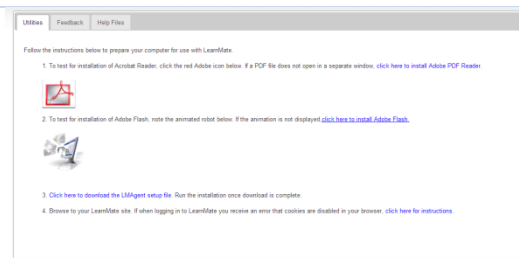 Utilities
Feedback
Help Files
Follow the instructions below to prepare your computer for use with LearnMate.
1. To test for installation of Acrobat Reader, click the red Adobe icon below. If a PDF file does not open in a separate window, click here to install Adobe PDF Reader
2. To test for installation of Adobe Flash, note the animated robot below. If the animation is not displayed click here to install Adobe Flash.
3. Click here to download the LMAgent setup file. Run the installation once download is complete.
4. Browse to your LearnMate site. If when logging in to LearnMate you receive an error that cookies are disabled in your browser, click here for instructions.